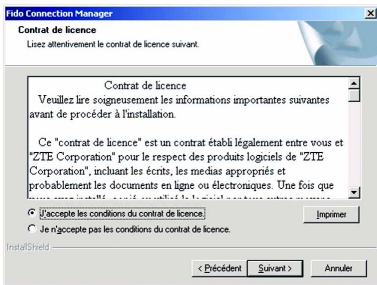 Fido Connection Manager
Contrat de licence
Lisez attentivement le contrat de licence suivant.
Contrat de licence
Veuillez lire soigneusement les informations importantes suivantes
avant de procéder à l'installation.
Ce "contrat de licence" est un contrat établi légalement entre vous et
"ZTE Corporation" pour le respect des produits logiciels de "ZTE
Corporation", incluant les écrits, les medias appropriés et
probablement les documents en ligne ou électroniques. Une fois que
J'accepte les conditions du contrat de licence.
Imprimer
Je n'accepte pas les conditions du contrat de licence.
InstallShield
< Précédent
Suivant >
Annuler